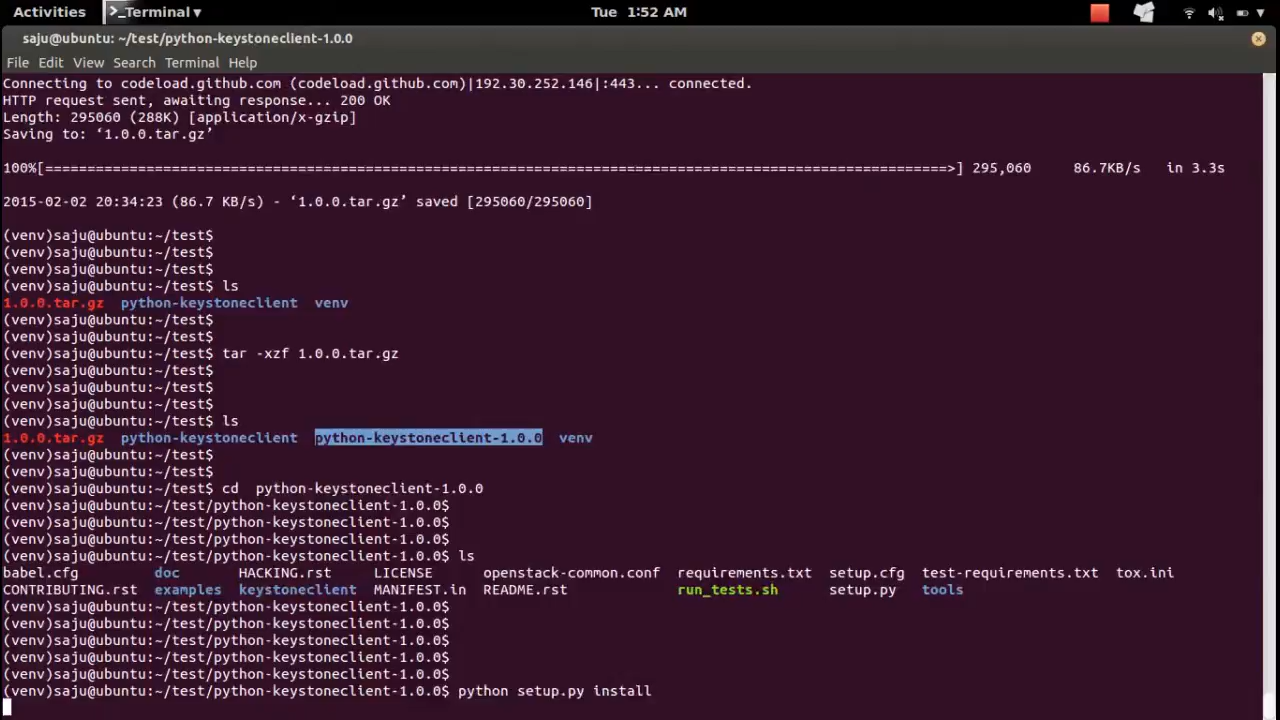 Activities
>_Terminal▾
Tue 1:52 AM
saju@ubuntu: ~/test/python-keystoneclient-1.0.0
File Edit View Search Terminal Help
Connecting to codeload.github.com (codeload.github.com)|192.30.252.146|:443... connected.
HTTP request sent, awaiting response... 200 OK
Length: 295060 (288K) [application/x-gzip]
Saving to: ‘1.0.0.tar.gz’
100%[============================================================================================================>] 295,060     86.7KB/s   in 3.3s
2015-02-02 20:34:23 (86.7 KB/s) - ‘1.0.0.tar.gz’ saved [295060/295060]
(venv)saju@ubuntu:~/test$
(venv)saju@ubuntu:~/test$
(venv)saju@ubuntu:~/test$
(venv)saju@ubuntu:~/test$ ls
1.0.0.tar.gz  python-keystoneclient  venv
(venv)saju@ubuntu:~/test$
(venv)saju@ubuntu:~/test$
(venv)saju@ubuntu:~/test$ tar -xzf 1.0.0.tar.gz
(venv)saju@ubuntu:~/test$
(venv)saju@ubuntu:~/test$
(venv)saju@ubuntu:~/test$
(venv)saju@ubuntu:~/test$ ls
1.0.0.tar.gz  python-keystoneclient  python-keystoneclient-1.0.0  venv
(venv)saju@ubuntu:~/test$
(venv)saju@ubuntu:~/test$
(venv)saju@ubuntu:~/test$ cd  python-keystoneclient-1.0.0
(venv)saju@ubuntu:~/test/python-keystoneclient-1.0.0$
(venv)saju@ubuntu:~/test/python-keystoneclient-1.0.0$
(venv)saju@ubuntu:~/test/python-keystoneclient-1.0.0$
(venv)saju@ubuntu:~/test/python-keystoneclient-1.0.0$ ls
babel.cfg         doc       HACKING.rst     LICENSE      openstack-common.conf  requirements.txt  setup.cfg  test-requirements.txt  tox.ini
CONTRIBUTING.rst  examples  keystoneclient  MANIFEST.in  README.rst             run_tests.sh      setup.py   tools
(venv)saju@ubuntu:~/test/python-keystoneclient-1.0.0$
(venv)saju@ubuntu:~/test/python-keystoneclient-1.0.0$
(venv)saju@ubuntu:~/test/python-keystoneclient-1.0.0$
(venv)saju@ubuntu:~/test/python-keystoneclient-1.0.0$
(venv)saju@ubuntu:~/test/python-keystoneclient-1.0.0$
(venv)saju@ubuntu:~/test/python-keystoneclient-1.0.0$ python setup.py install